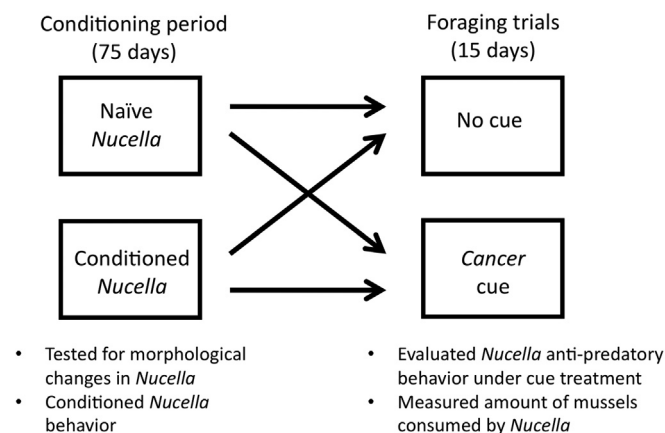 Conditioning period
(75 days)
Foraging trials
(15 days)
Naïve
Nucella
No cue
Conditioned
Nucella
Cancer
cue
• Tested for morphological
changes in Nucella
• Conditioned Nucella
behavior
• Evaluated Nucella anti-predatory
behavior under cue treatment
• Measured amount of mussels
consumed by Nucella